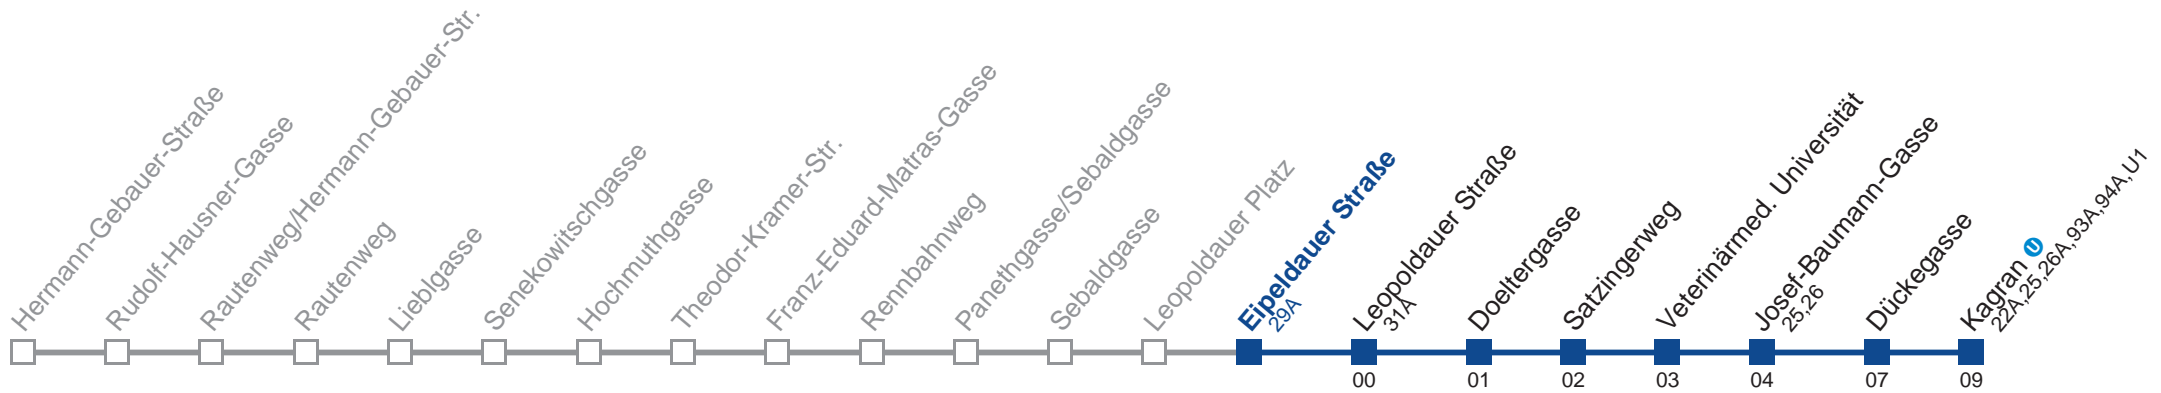 Hermann-Gebauer-Straße
Rudolf-Hausner-Gasse
Rautenweg/Hermann-Gebauer-Str.
Rautenweg
Lieblgasse
Senekowitschgasse
Hochmuthgasse
Theodor-Kramer-Str.
Franz-Eduard-Matras-Gasse
Rennbahnweg
Panethgasse/Sebaldgasse
Sebaldgasse
Leopoldauer Platz
Eipeldauer Straße
29A
Leopoldauer Straße
31A
Doeltergasse
Satzingerweg
Veterinärmed. Universität
Josef-Baumann-Gasse
25,26
Dückegasse
Kagran U
22A,25,26A,93A,94A,U1
00 01 02 03 04 07 09